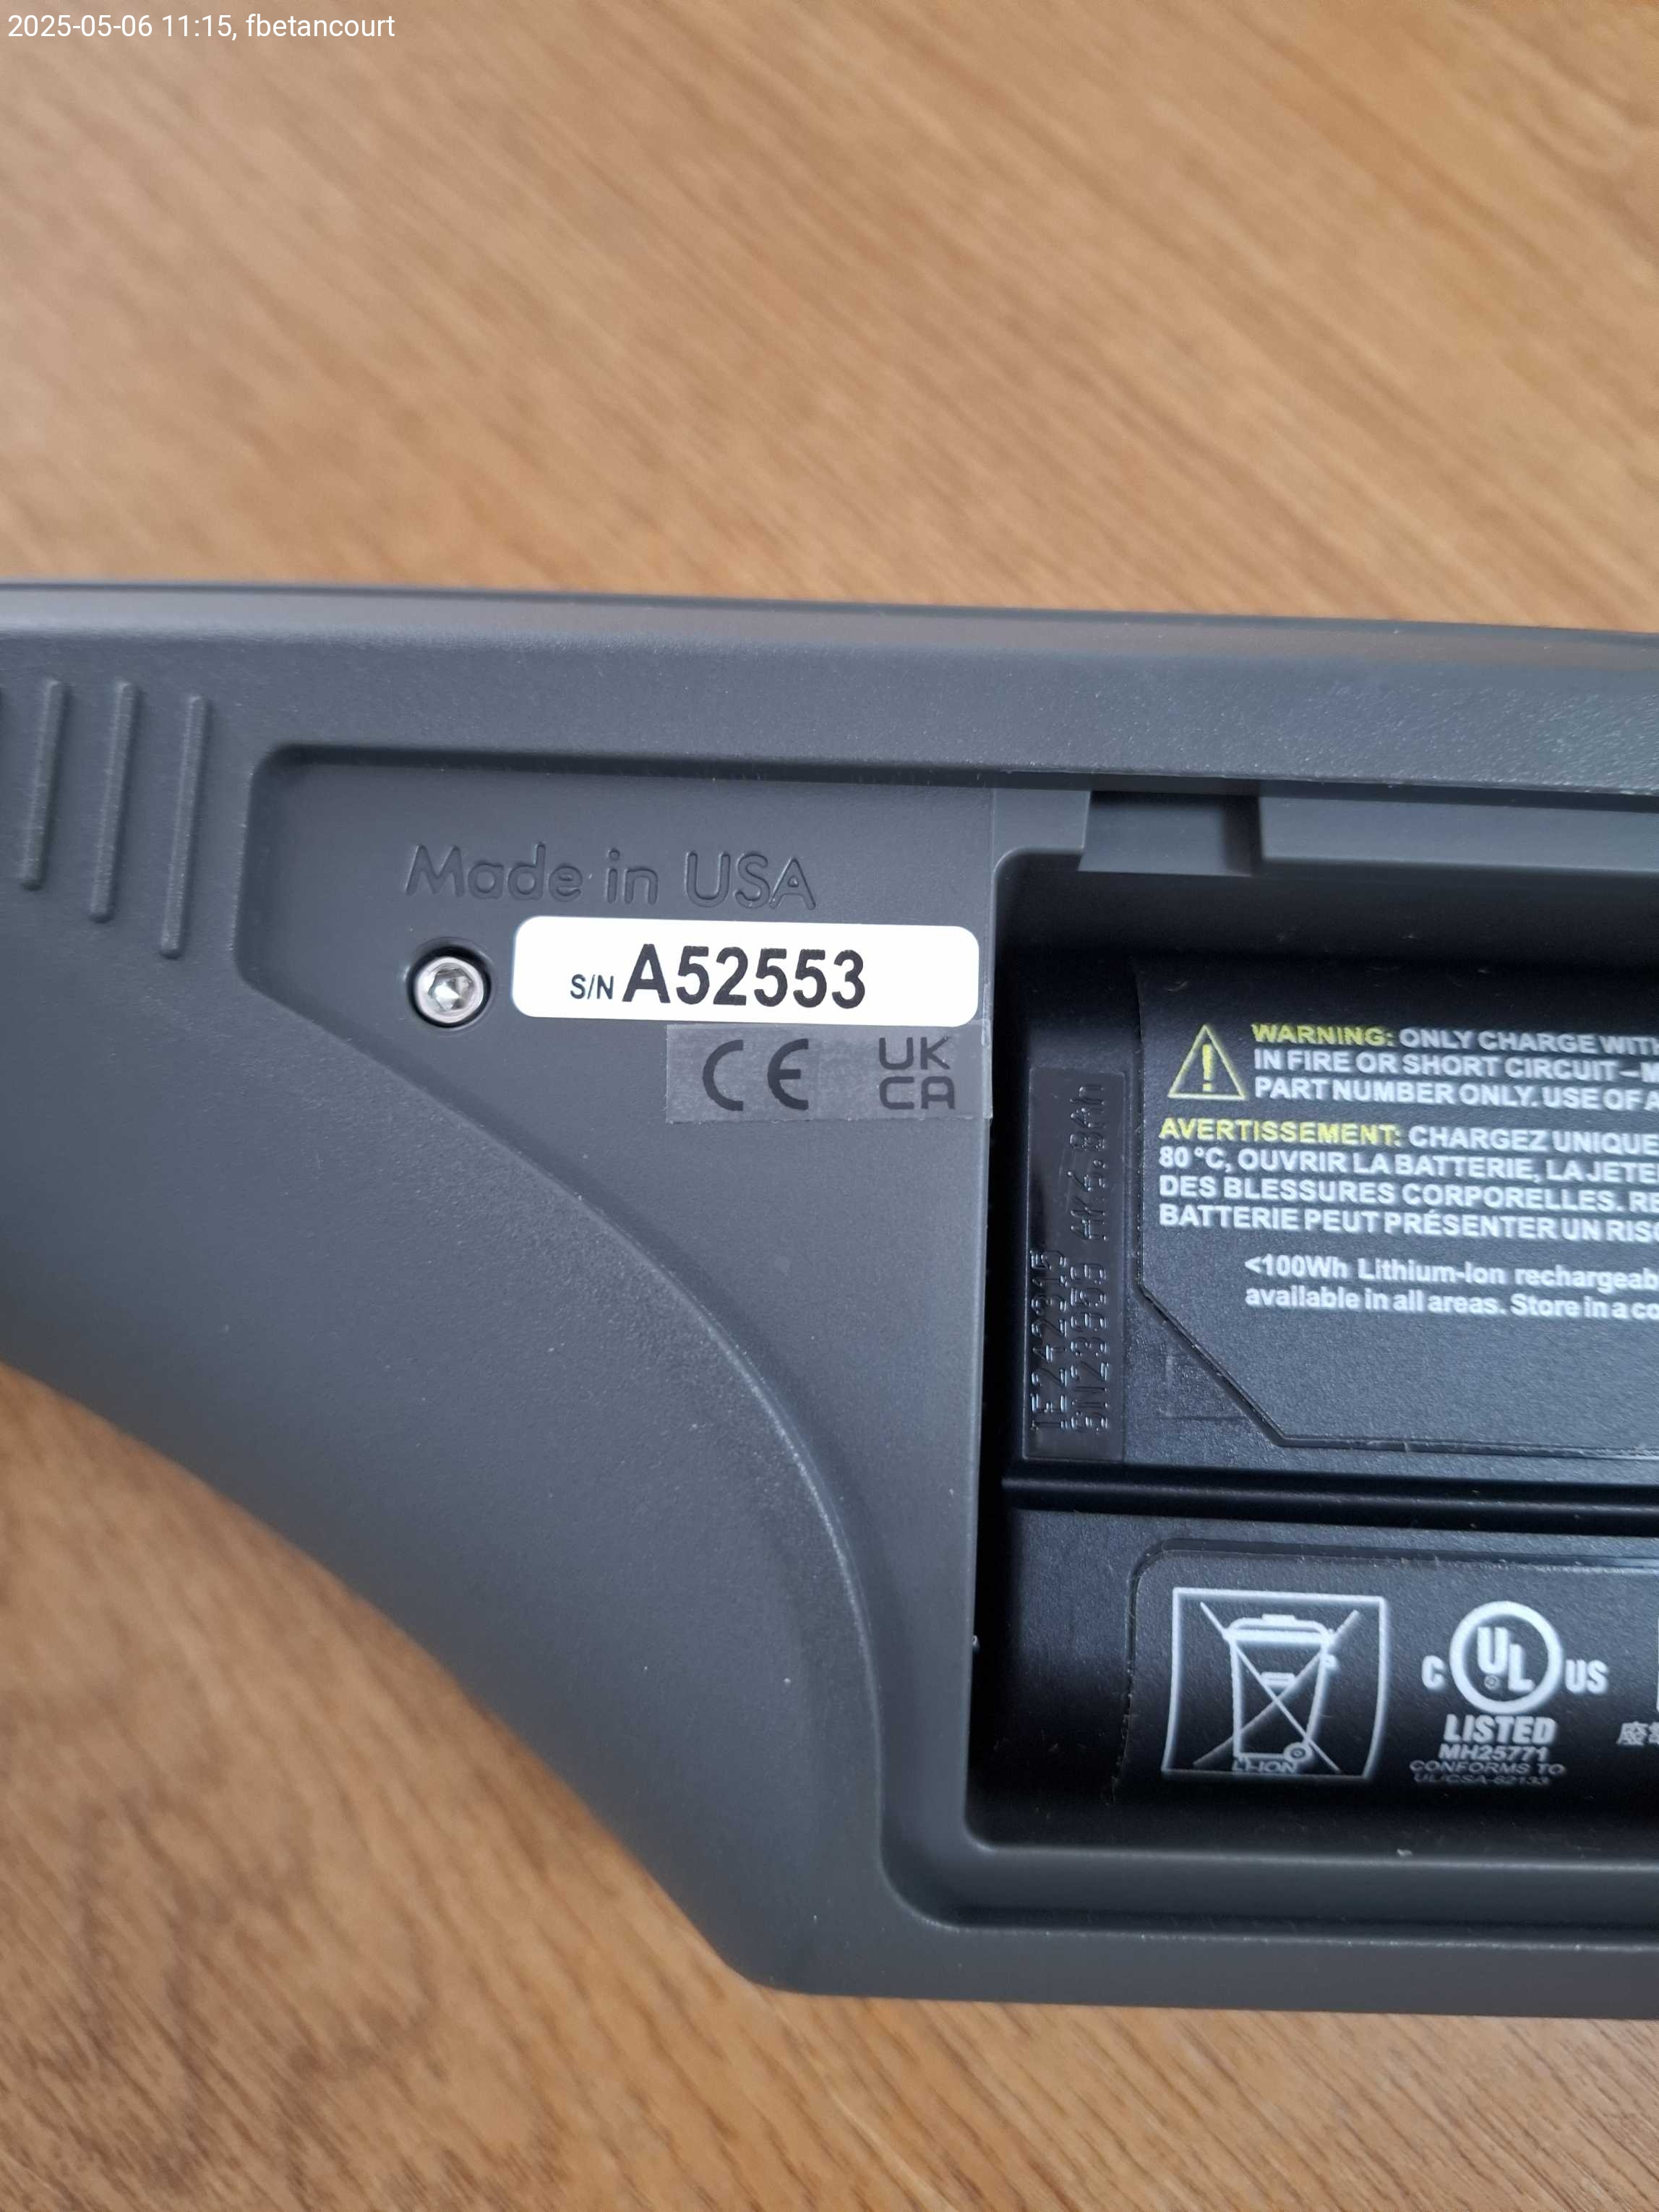 2025-05-06 11:15, fbetancourt
Made in USA
S/N A52553
CE
UK
CA
WARNING: ONLY CHARGE WITH
IN FIRE OR SHORT CIRCUIT – M
PART NUMBER ONLY. USE OF A
AVERTISSEMENT: CHARGEZ UNIQUE
80 °C, OUVRIR LA BATTERIE, LA JETE
DES BLESSURES CORPORELLES. RE
BATTERIE PEUT PRÉSENTER UN RISQ
<100Wh Lithium-Ion rechargeab
available in all areas. Store in a co
LI-ION
C UL US
LISTED
MH25771
CONFORMS TO